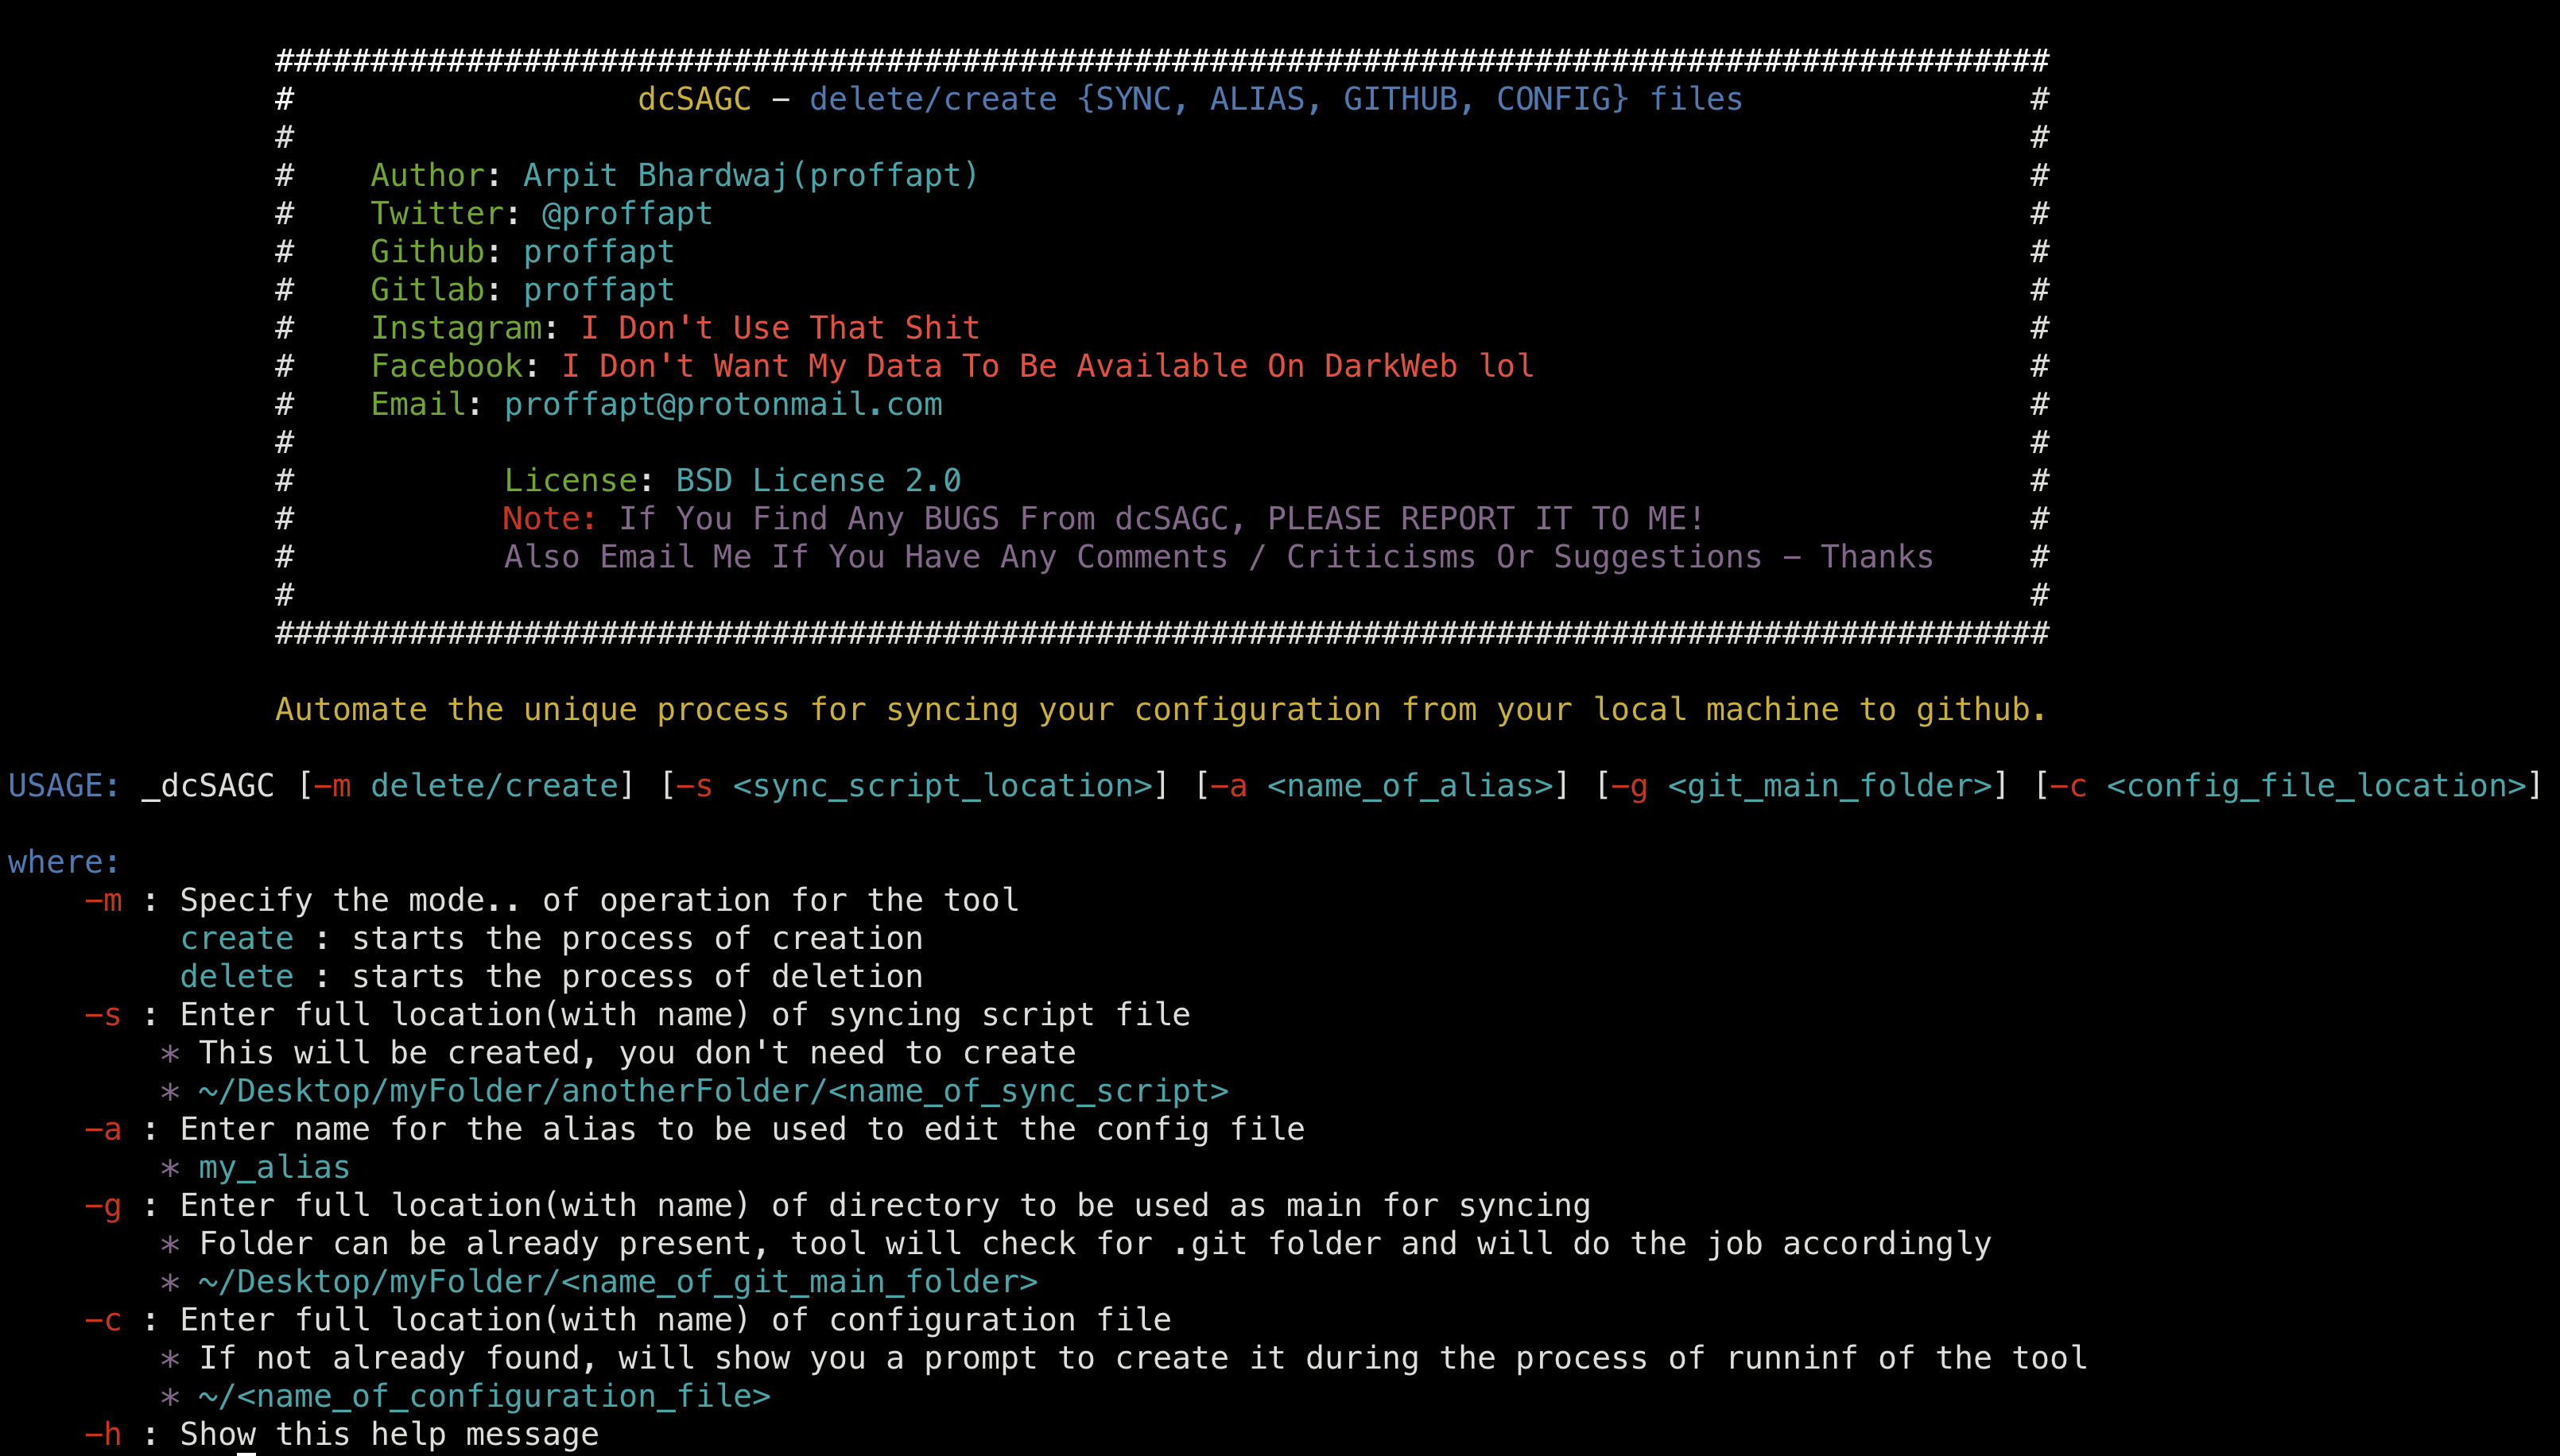 #############################################################################################
# dcSAGC – delete/create {SYNC, ALIAS, GITHUB, CONFIG} files #
# #
# Author: Arpit Bhardwaj(proffapt) #
# Twitter: @proffapt #
# Github: proffapt #
# Gitlab: proffapt #
# Instagram: I Don't Use That Shit #
# Facebook: I Don't Want My Data To Be Available On DarkWeb lol #
# Email: proffapt@protonmail.com #
# #
# License: BSD License 2.0 #
# Note: If You Find Any BUGS From dcSAGC, PLEASE REPORT IT TO ME! #
# Also Email Me If You Have Any Comments / Criticisms Or Suggestions – Thanks #
# #
#############################################################################################
Automate the unique process for syncing your configuration from your local machine to github.
USAGE: _dcSAGC [-m delete/create] [-s <sync_script_location>] [-a <name_of_alias>] [-g <git_main_folder>] [-c <config_file_location>]
where:
-m : Specify the mode.. of operation for the tool
create : starts the process of creation
delete : starts the process of deletion
-s : Enter full location(with name) of syncing script file
* This will be created, you don't need to create
* ~/Desktop/myFolder/anotherFolder/<name_of_sync_script>
-a : Enter name for the alias to be used to edit the config file
* my_alias
-g : Enter full location(with name) of directory to be used as main for syncing
* Folder can be already present, tool will check for .git folder and will do the job accordingly
* ~/Desktop/myFolder/<name_of_git_main_folder>
-c : Enter full location(with name) of configuration file
* If not already found, will show you a prompt to create it during the process of runninf of the tool
* ~/<name_of_configuration_file>
-h : Show this help message